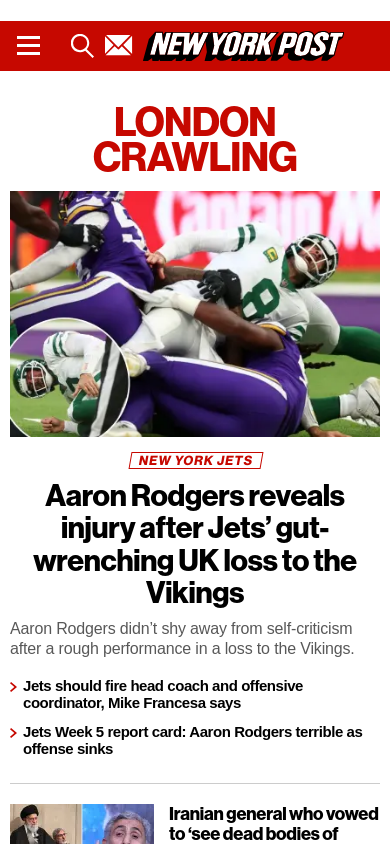 NEW YORK POST
LONDON
CRAWLING
8
NEW YORK JETS
Aaron Rodgers reveals
injury after Jets’ gut-
wrenching UK loss to the
Vikings
Aaron Rodgers didn’t shy away from self-criticism
after a rough performance in a loss to the Vikings.
Jets should fire head coach and offensive
coordinator, Mike Francesa says
Jets Week 5 report card: Aaron Rodgers terrible as
offense sinks
Iranian general who vowed
to ‘see dead bodies of